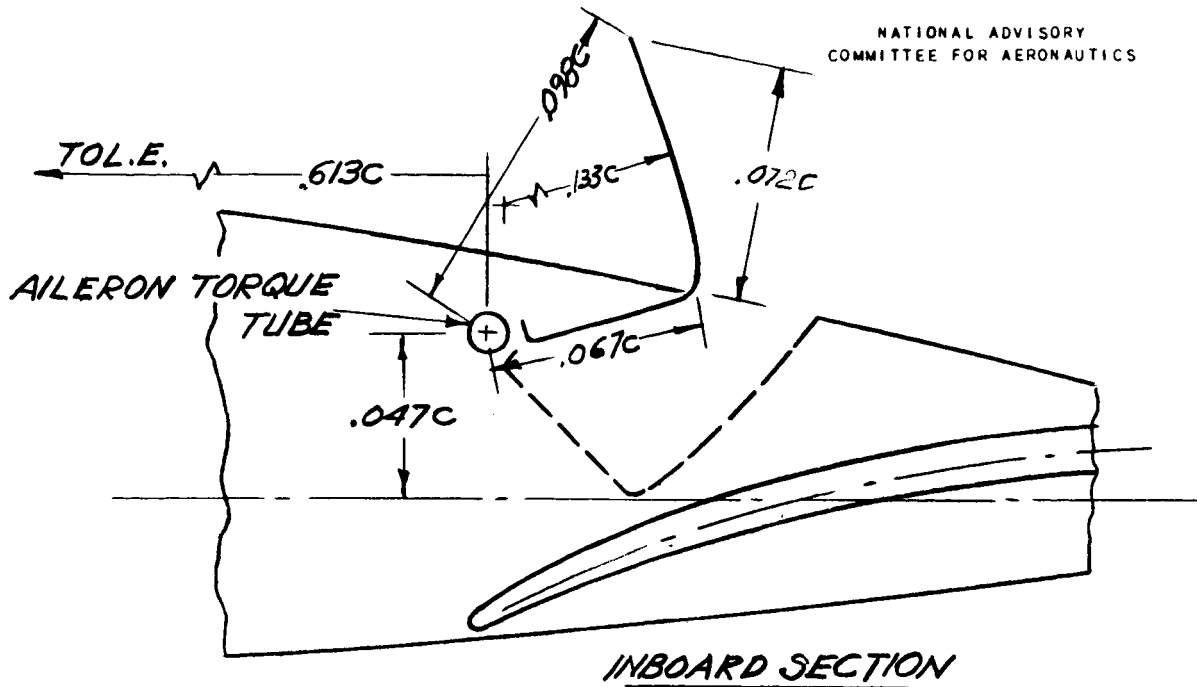 NATIONAL ADVISORY
COMMITTEE FOR AERONAUTICS
.098C
TO L.E.
.613C
.133C
.072C
AILERON TORQUE
TUBE
.067C
.047C
INBOARD SECTION